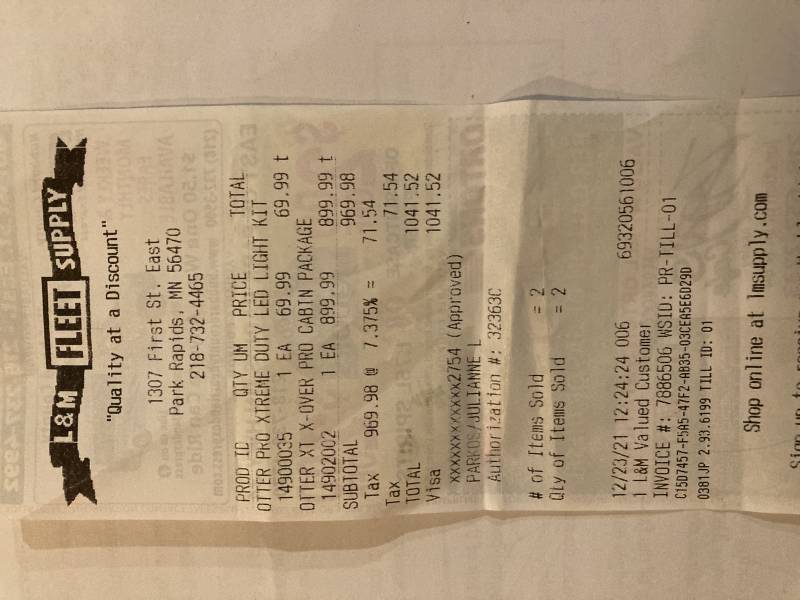 L&M FLEET SUPPLY
"Quality at a Discount"
1307 First St. East
Park Rapids, MN 56470
218-732-4465
PROD ID QTY UM PRICE TOTAL
OTTER PRO XTREME DUTY LED LIGHT KIT
14900035 1 EA 69.99 69.99 t
OTTER XT X-OVER PRO CABIN PACKAGE
14902002 1 EA 899.99 899.99 t
SUBTOTAL 969.98
Tax 969.98 @ 7.375% = 71.54
Tax 71.54
TOTAL 1041.52
Visa 1041.52
xxxxxxxxxxxx2754 (Approved)
PARKOS/JULIANNE L
Authorization #: 32363C
# of Items Sold = 2
Qty of Items Sold = 2
12/23/21 12:24:24 006 69320561006
1 L&M Valued Customer
INVOICE #: 7886506 WSID: PR-TILL-01
C15D7457-F5A5-47F2-AB35-03CEA5E6D29D
0381JP 2.93.6199 TILL ID: 01
Shop online at lmsupply.com